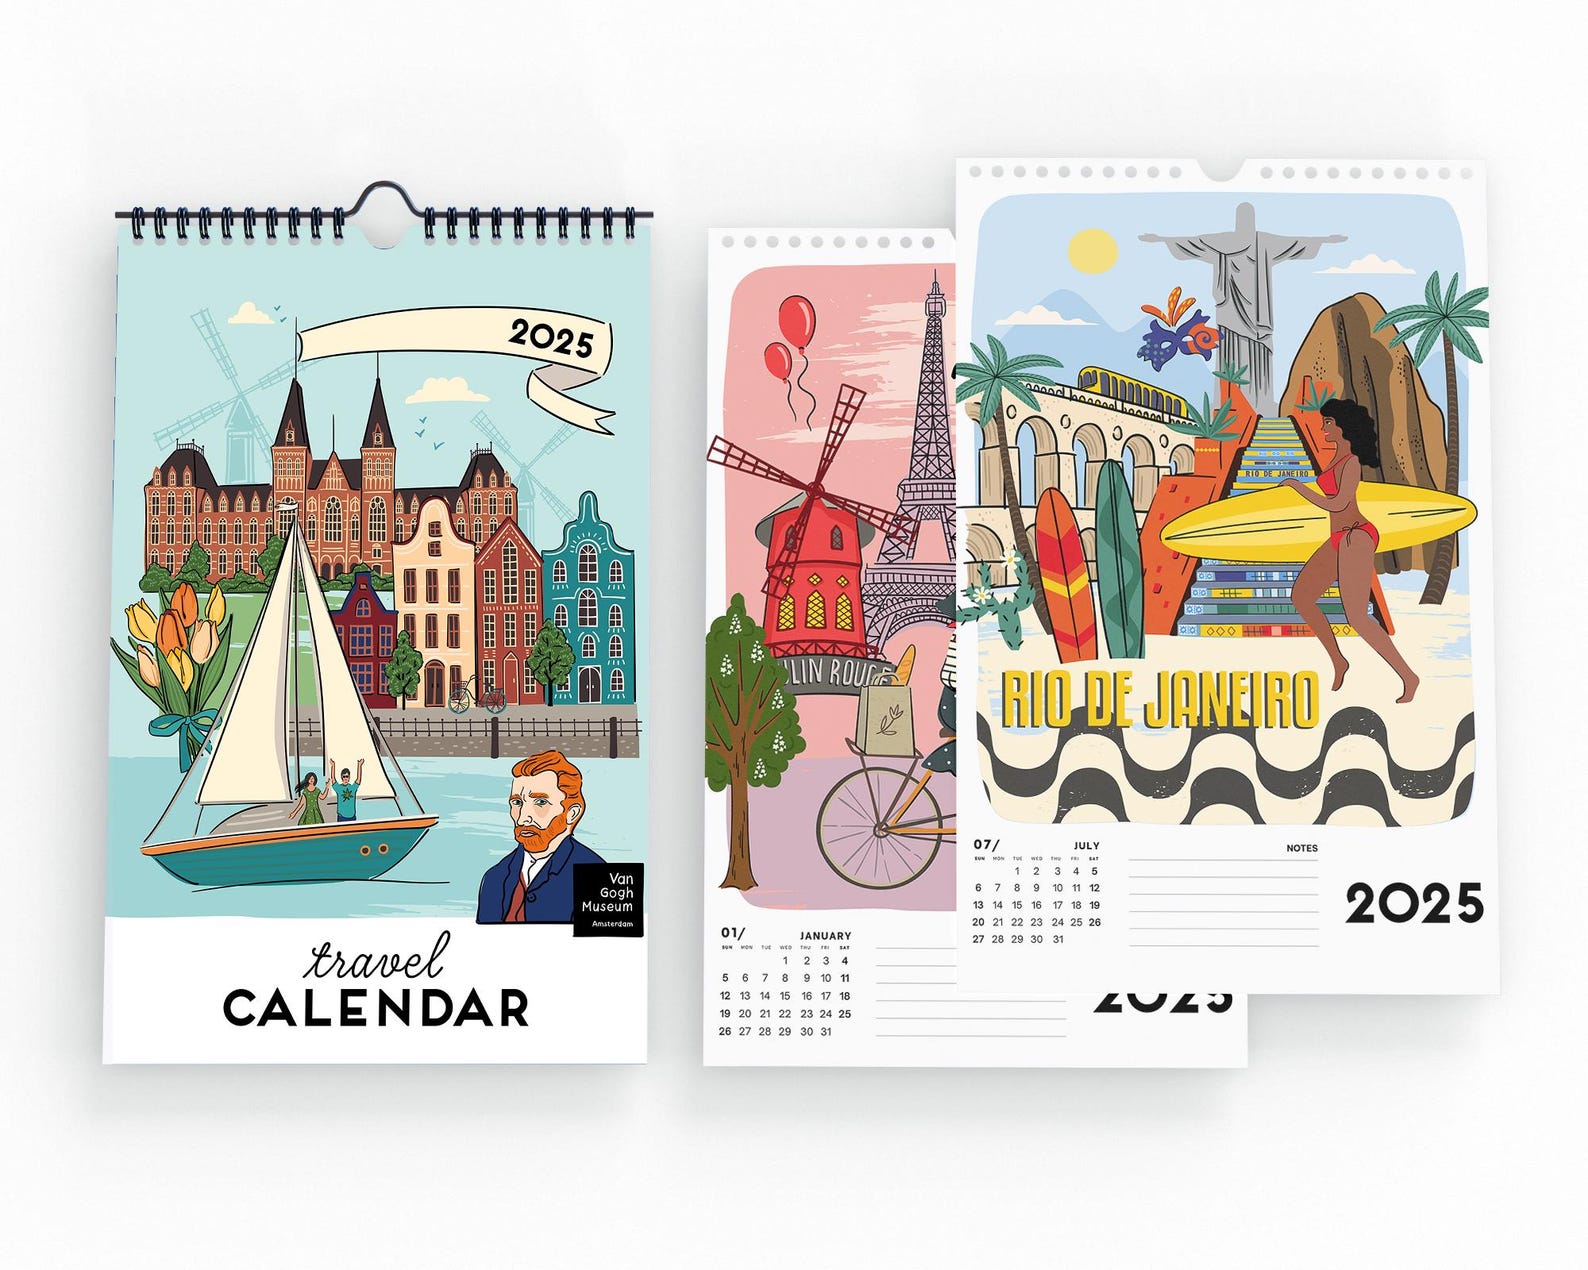 2025
Van
Gogh
Museum
Amsterdam
travel
CALENDAR
LIN ROUGE
01/ JANUARY
SUN MON TUE WED THU FRI SAT
1 2 3 4
5 6 7 8 9 10 11
12 13 14 15 16 17 18
19 20 21 22 23 24 25
26 27 28 29 30 31
2025
RIO DE JANEIRO
RIO DE JANEIRO
07/ JULY
SUN MON TUE WED THU FRI SAT
1 2 3 4 5
6 7 8 9 10 11 12
13 14 15 16 17 18 19
20 21 22 23 24 25 26
27 28 29 30 31
NOTES
2025